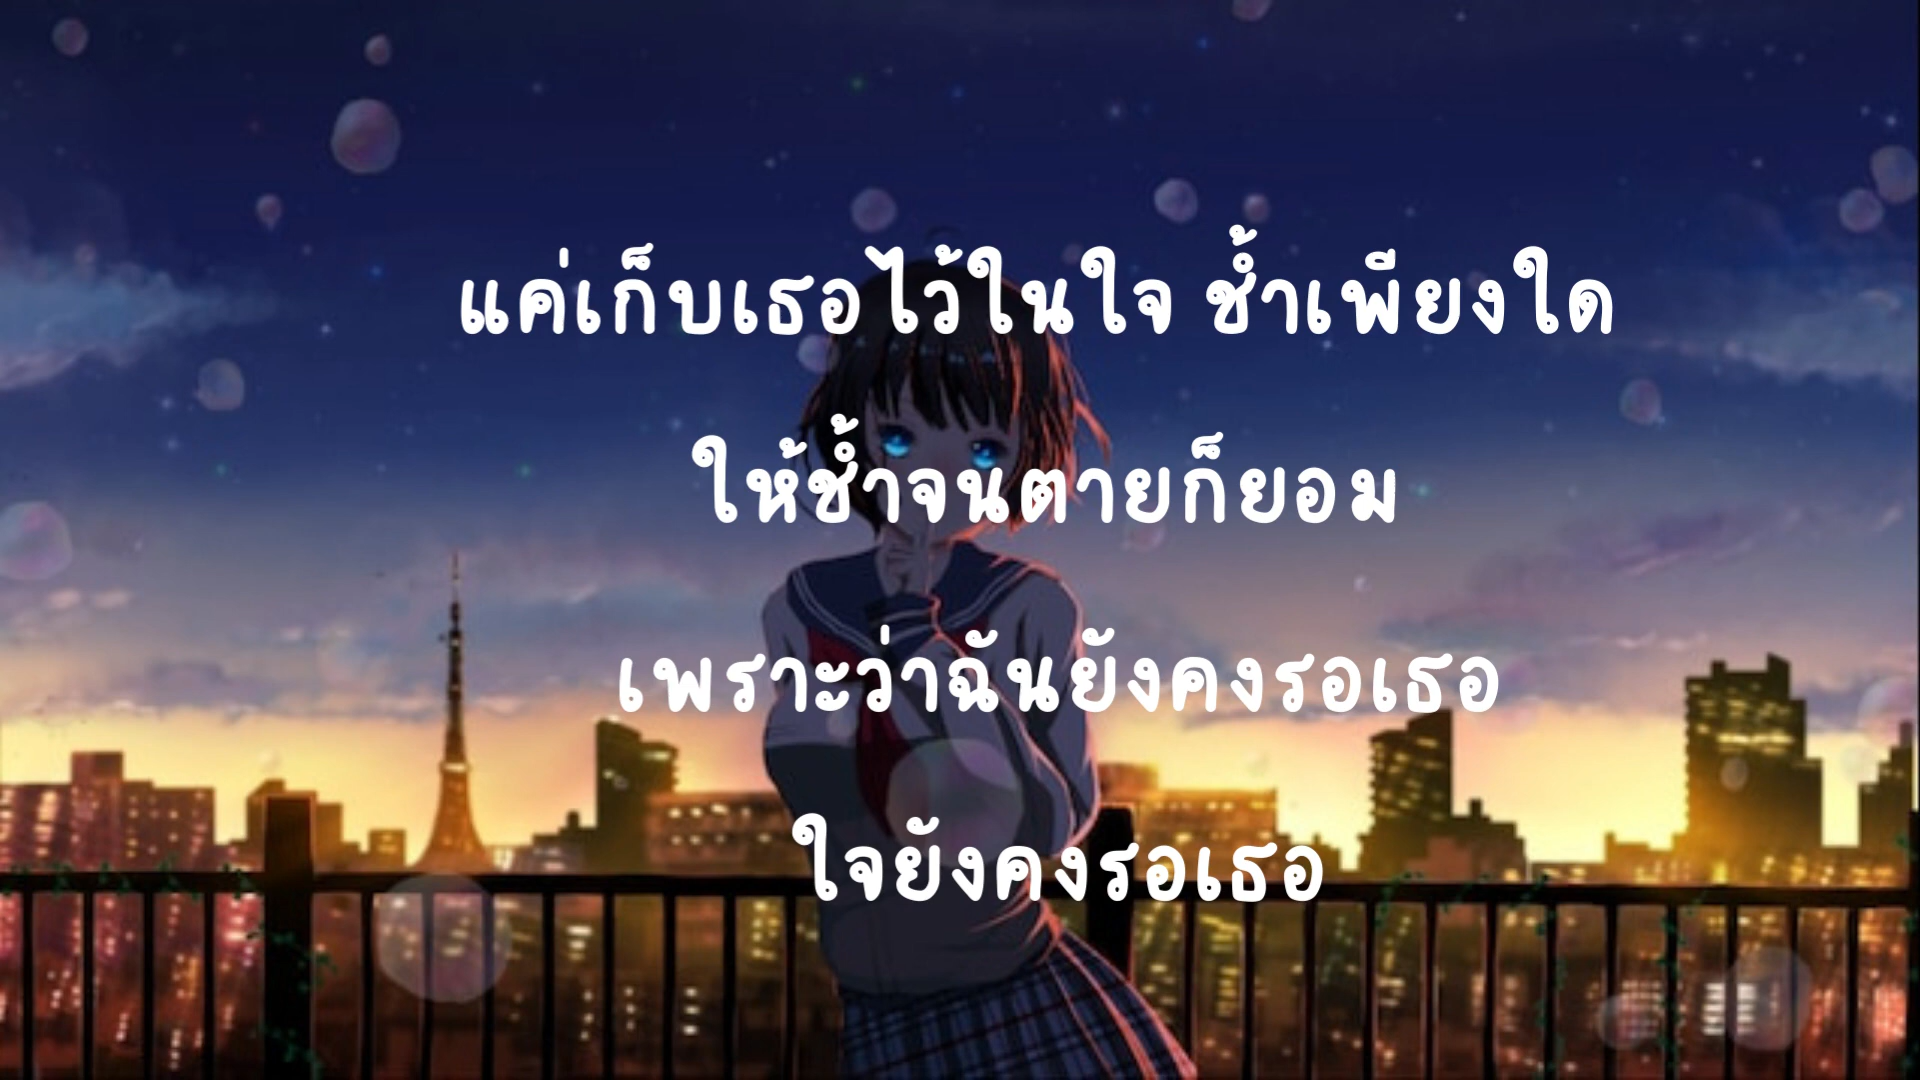 แค่เก็บเธอไว้ในใจ ช้ำเพียงใด
ให้ช้ำจนตายก็ยอม
เพราะว่าฉันยังคงรอเธอ
ใจยังคงรอเธอ